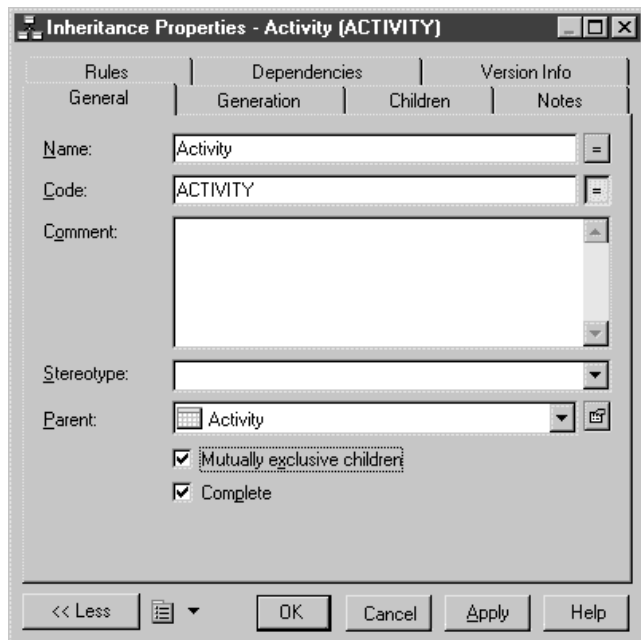 Inheritance Properties - Activity (ACTIVITY)
Rules Dependencies Version Info
General Generation Children Notes
Name: Activity =
Code: ACTIVITY =
Comment:
Stereotype:
Parent: Activity
Mutually exclusive children
Complete
<< Less OK Cancel Apply Help